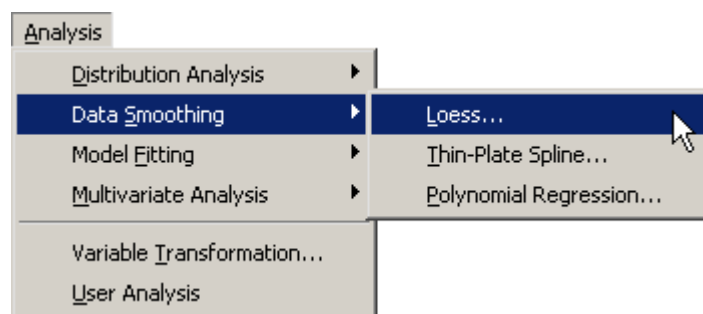 Analysis
Distribution Analysis
Data Smoothing
Loess...
Model Fitting
Thin-Plate Spline...
Multivariate Analysis
Polynomial Regression...
Variable Transformation...
User Analysis